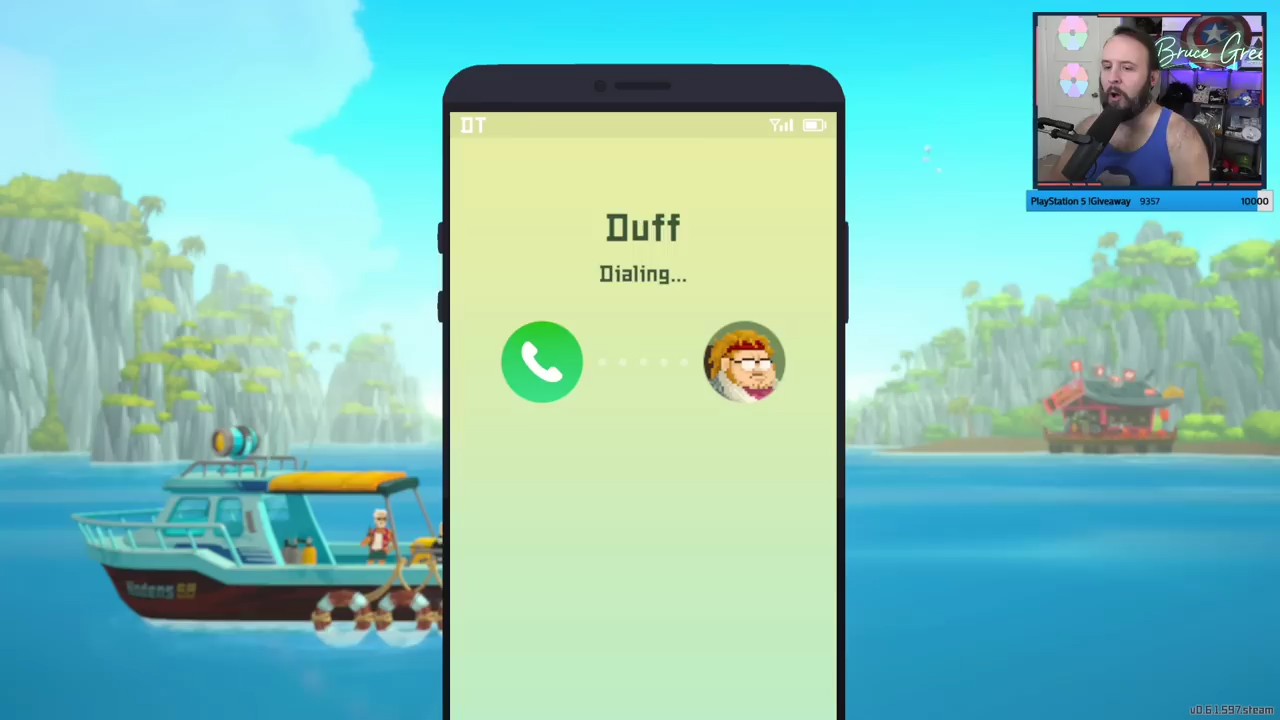 DT
Duff
Dialing...
Bruce Gree
PlayStation 5 !Giveaway 9357 10000
v0.6.1.597.steam